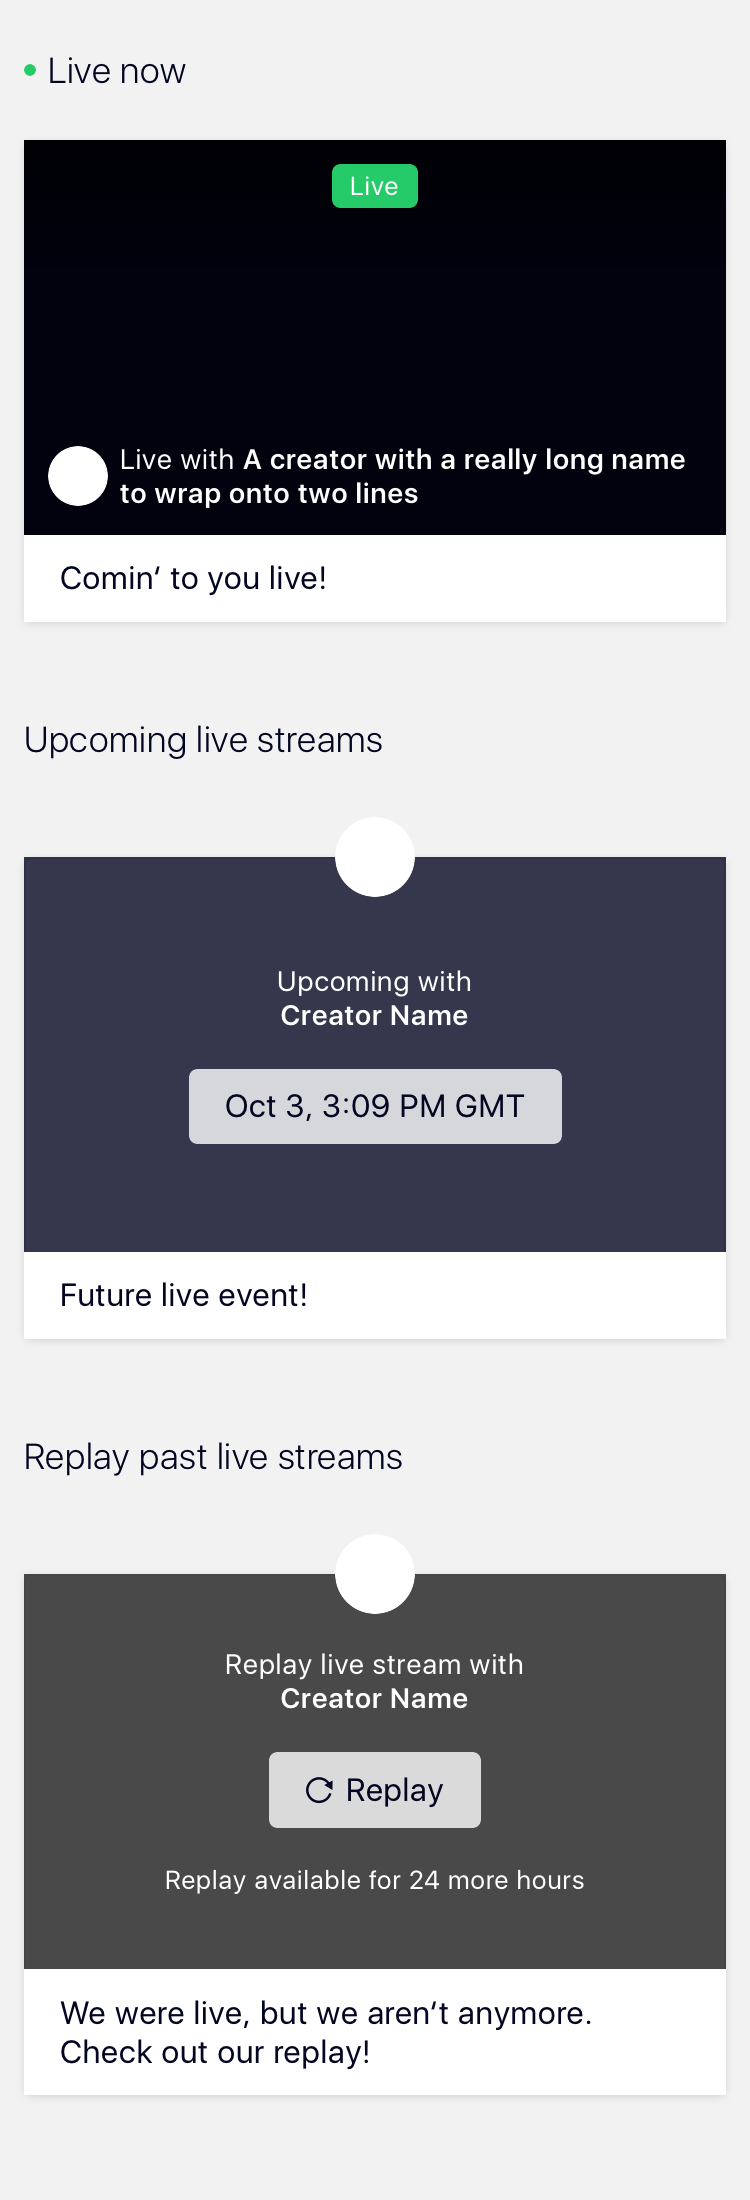 Live now
Live
Live with A creator with a really long name
to wrap onto two lines
Comin‘ to you live!
Upcoming live streams
Upcoming with
Creator Name
Oct 3, 3:09 PM GMT
Future live event!
Replay past live streams
Replay live stream with
Creator Name
Replay
Replay available for 24 more hours
We were live, but we aren‘t anymore.
Check out our replay!